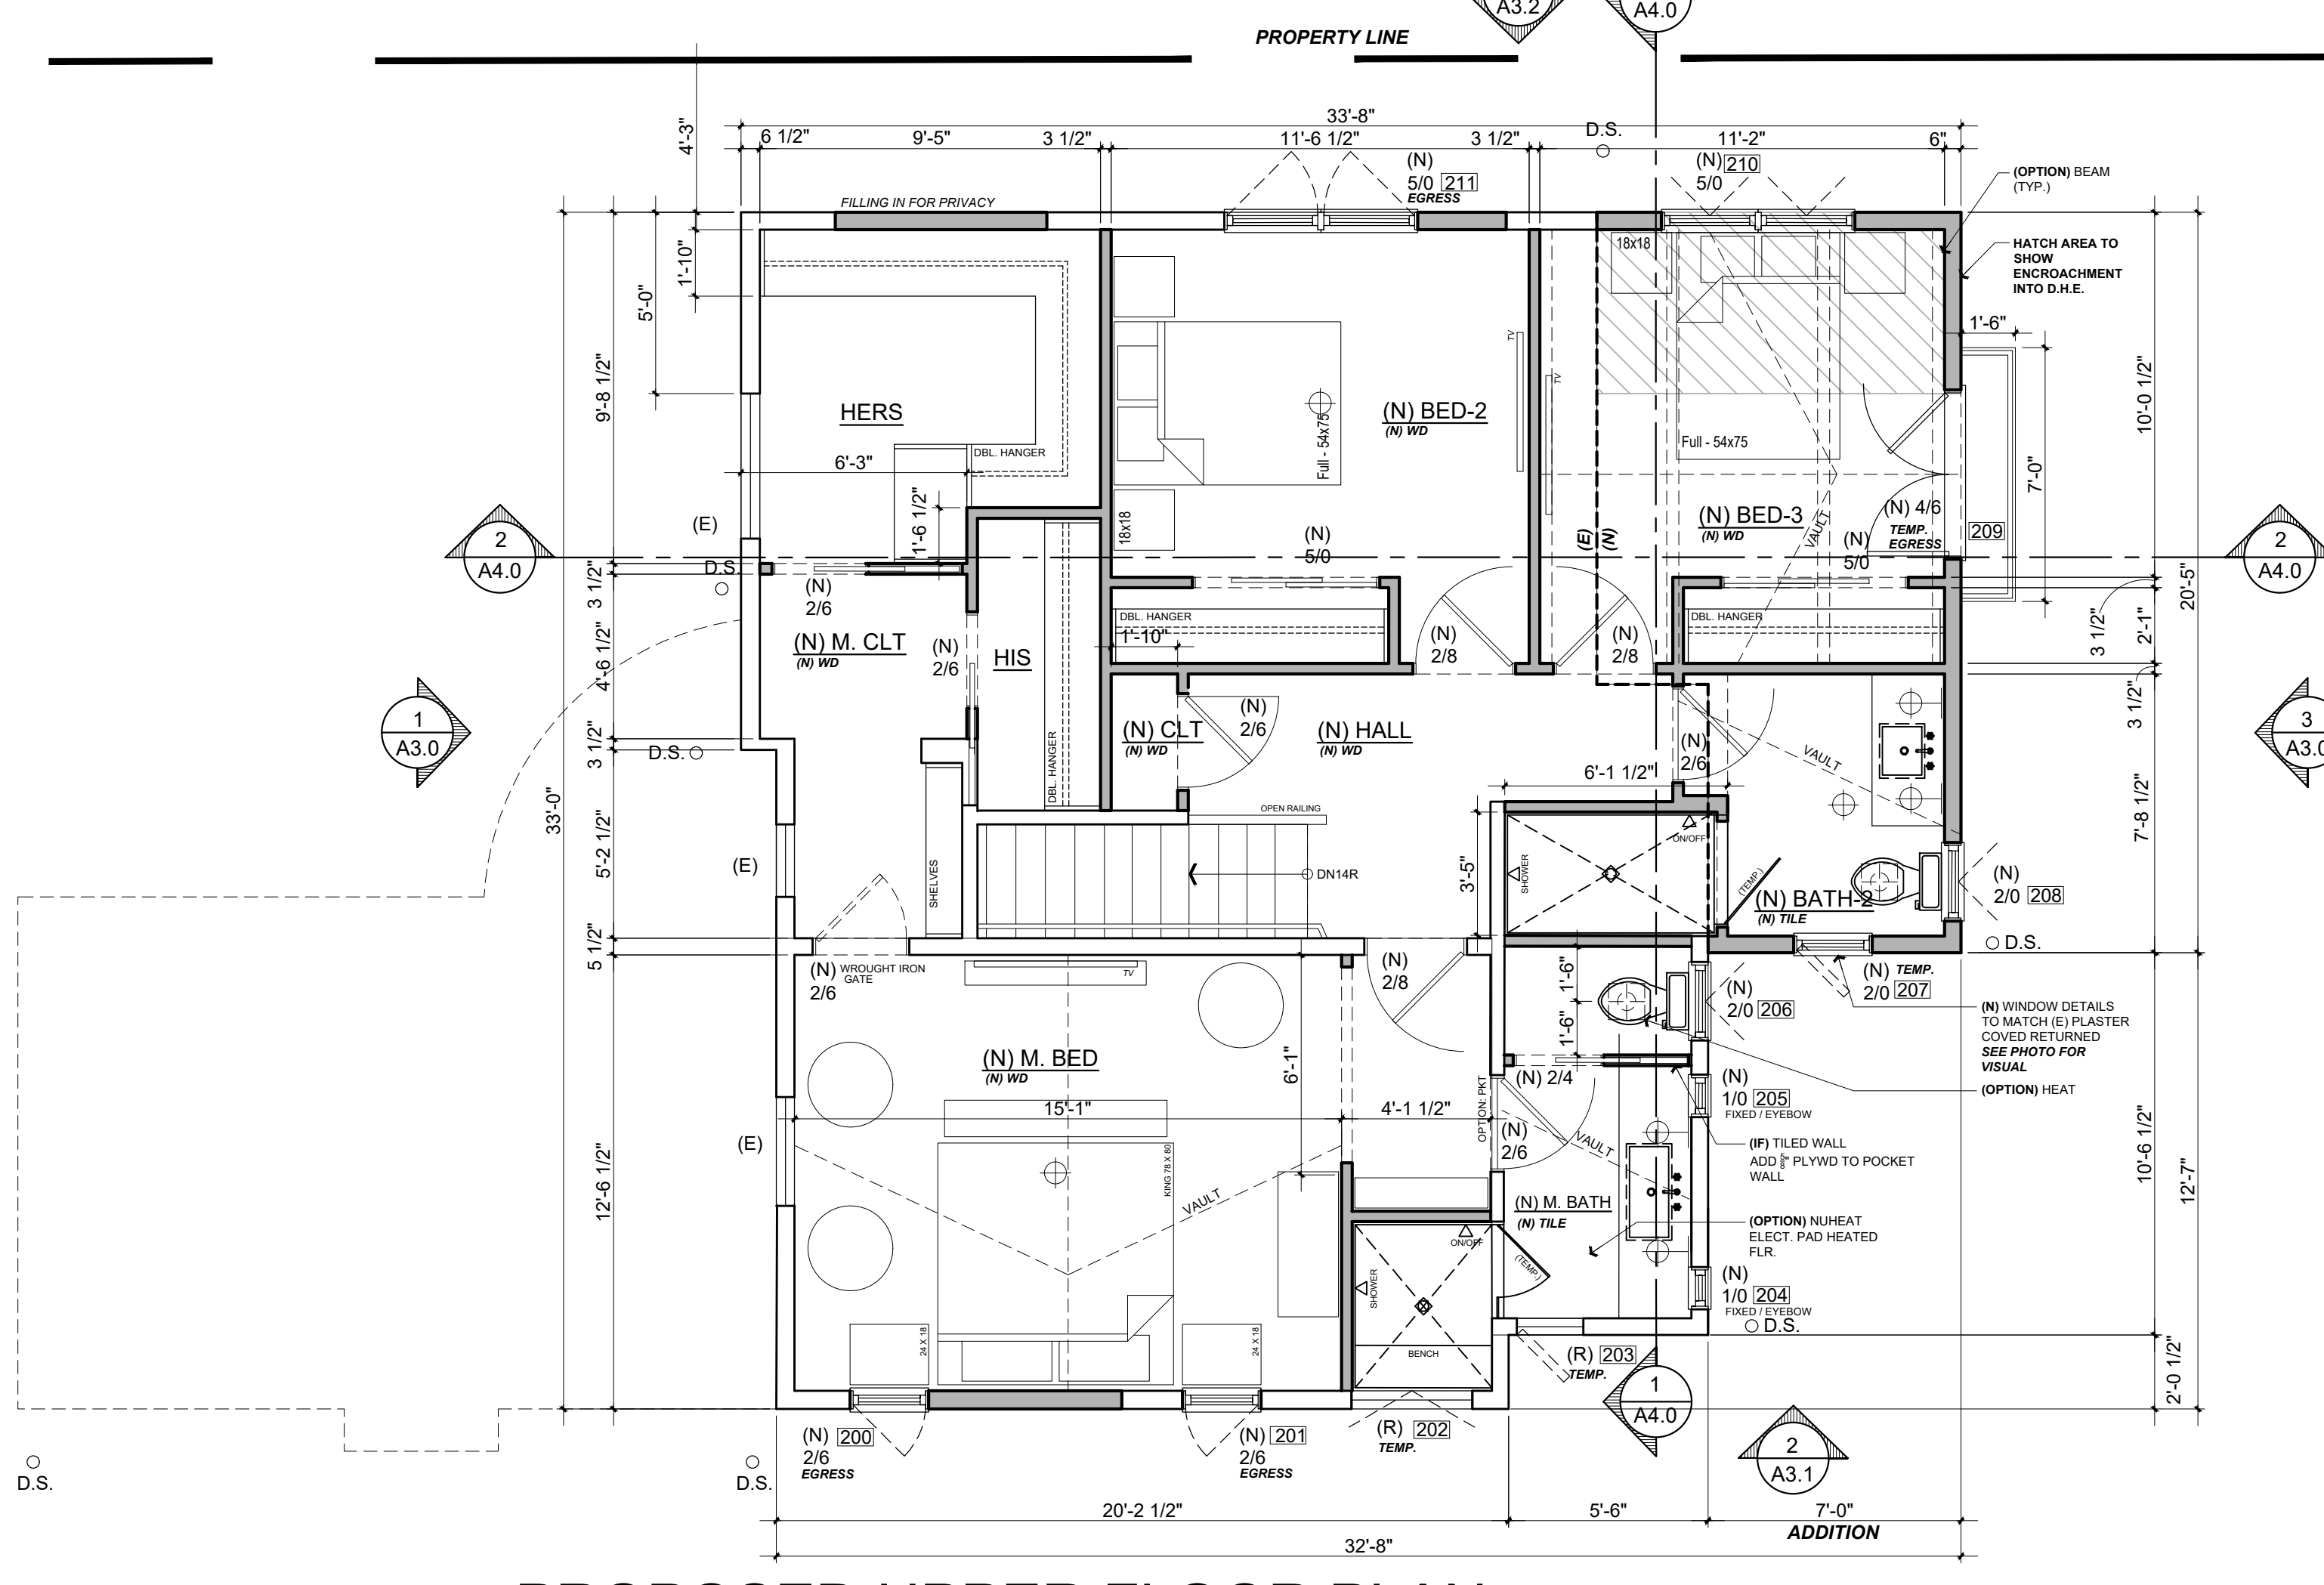 A3.2
A4.0
PROPERTY LINE
33'-8"
4'-3"
6 1/2"
9'-5"
3 1/2"
11'-6 1/2"
3 1/2"
D.S.
11'-2"
6"
(N)
5/0 211
EGRESS
(N) 210
5/0
(OPTION) BEAM
(TYP.)
FILLING IN FOR PRIVACY
18x18
HATCH AREA TO
SHOW
ENCROACHMENT
INTO D.H.E.
1'-10"
5'-0"
9'-8 1/2"
1'-6"
10'-0 1/2"
7'-0"
20'-5"
TV
TV
HERS
DBL. HANGER
6'-3"
1'-6 1/2"
(N) BED-2
(N) WD
Full - 54x75
18x18
Full - 54x75
(N) BED-3
(N) WD
VAULT
(N) 4/6
TEMP.
EGRESS
209
(E)
(N)
(N)
5/0
(N)
5/0
(E)
2
A4.0
2
A4.0
D.S.
3 1/2"
(N)
2/6
4'-6 1/2"
(N) M. CLT
(N) WD
(N)
2/6
HIS
DBL. HANGER
DBL. HANGER
1'-10"
(N)
2/8
(N)
2/8
DBL. HANGER
3 1/2"
2'-1"
3 1/2"
1
A3.0
3
(N) CLT
(N) WD
(N)
2/6
(N) HALL
(N) WD
(N)
2/6
VAULT
D.S.
3 1/2"
33'-0"
6'-1 1/2"
OPEN RAILING
ON/OFF
7'-8 1/2"
5'-2 1/2"
(E)
SHELVES
DN14R
3'-5"
SHOWER
(TEMP.)
(N) BATH-2
(N) TILE
(N)
2/0 208
D.S.
5 1/2"
(N) WROUGHT IRON
GATE
2/6
TV
(N)
2/8
1'-6"
1'-6"
(N)
2/0 206
(N) TEMP.
2/0 207
(N) WINDOW DETAILS
TO MATCH (E) PLASTER
COVED RETURNED
SEE PHOTO FOR
VISUAL
(OPTION) HEAT
(N) M. BED
(N) WD
6'-1"
15'-1"
4'-1 1/2"
OPTION: PKT
(N) 2/4
(N)
2/6
VAULT
(N)
1/0 205
FIXED / EYEBOW
(IF) TILED WALL
ADD PLYWD TO POCKET
WALL
(E)
12'-6 1/2"
KING 78 X 80
VAULT
(N) M. BATH
(N) TILE
(OPTION) NUHEAT
ELECT. PAD HEATED
FLR.
10'-6 1/2"
12'-7"
ON/OFF
SHOWER
(TEMP.)
(N)
1/0 204
FIXED / EYEBOW
D.S.
24 X 18
24 X 18
BENCH
(R) 203
TEMP.
2'-0 1/2"
1
A4.0
(N) 200
2/6
EGRESS
(N) 201
2/6
EGRESS
(R) 202
TEMP.
2
A3.1
D.S.
D.S.
20'-2 1/2"
5'-6"
7'-0"
ADDITION
32'-8"